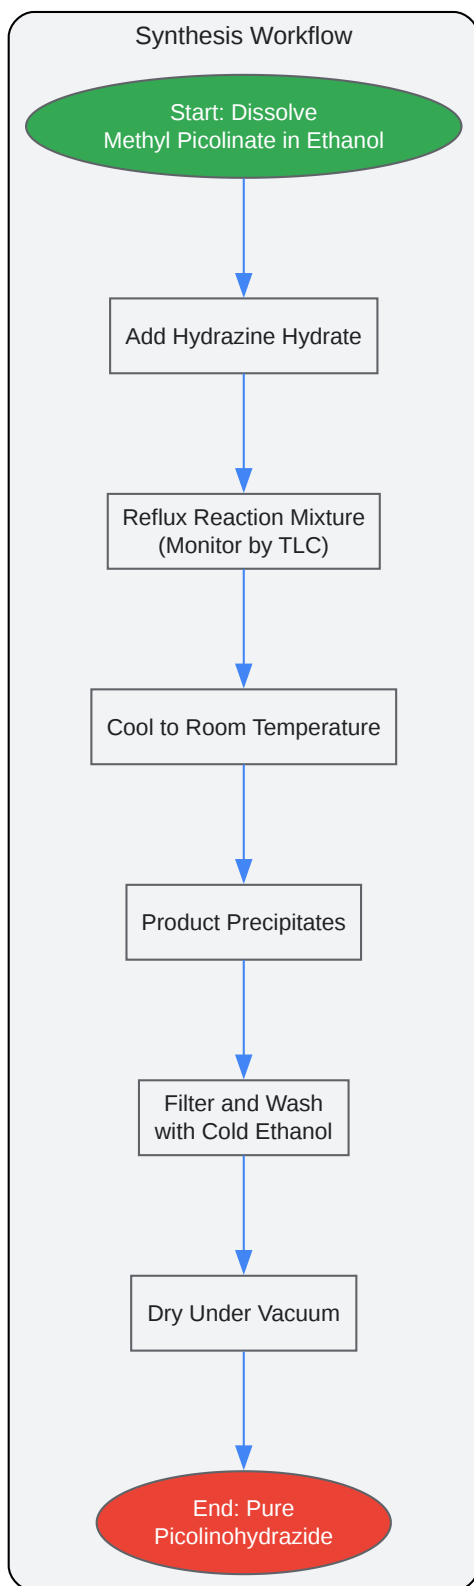 Synthesis Workflow
Start: Dissolve
Methyl Picolinate in Ethanol
Add Hydrazine Hydrate
Reflux Reaction Mixture
(Monitor by TLC)
Cool to Room Temperature
Product Precipitates
Filter and Wash
with Cold Ethanol
Dry Under Vacuum
End: Pure
Picolinohydrazide